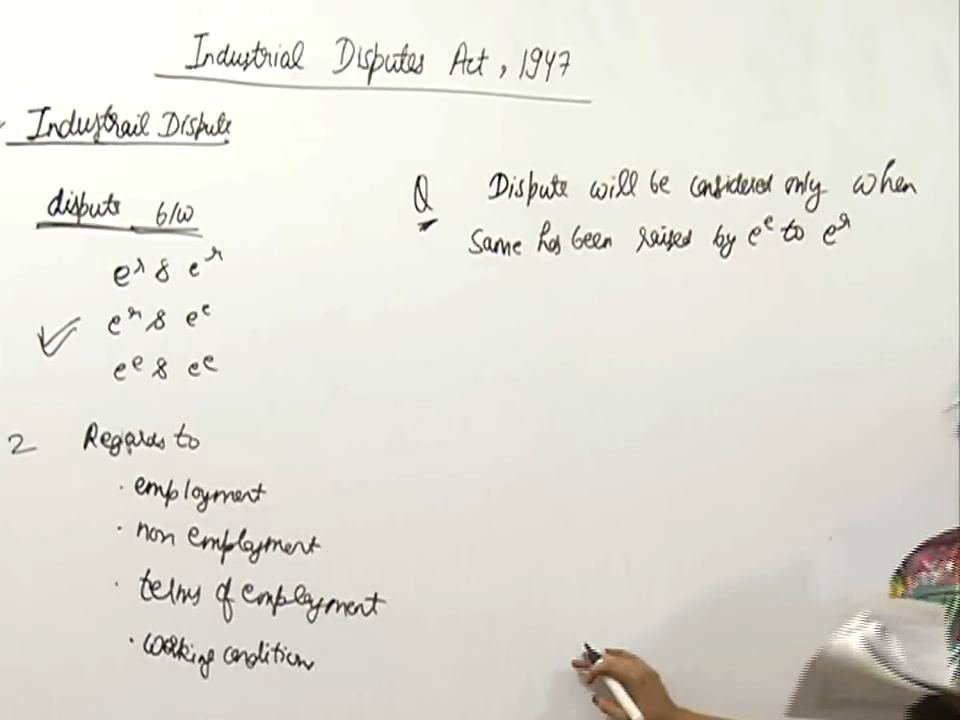 Industrial Disputes Act, 1947
Industrail Dispute
dispute b/w
eʳ & eʳ
eʳ & eᵉ
eᵉ & eᵉ
2 Regards to
· employment
· non employment
· terms of employment
· working condition
Q Dispute will be considered only when
same has been raised by eᵉ to eʳ